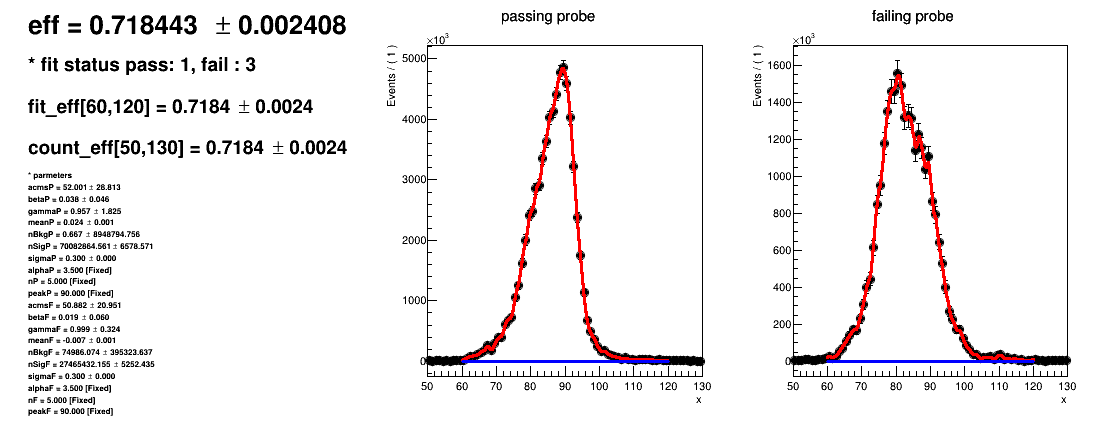 eff = 0.718443 ± 0.002408
* fit status pass: 1, fail : 3
fit_eff[60,120] = 0.7184 ± 0.0024
count_eff[50,130] = 0.7184 ± 0.0024
* parmeters
acmsP = 52.001 ± 28.813
betaP = 0.038 ± 0.046
gammaP = 0.957 ± 1.825
meanP = 0.024 ± 0.001
nBkgP = 0.667 ± 8948794.756
nSigP = 70082864.561 ± 6578.571
sigmaP = 0.300 ± 0.000
alphaP = 3.500 [Fixed]
nP = 5.000 [Fixed]
peakP = 90.000 [Fixed]
acmsF = 50.882 ± 20.951
betaF = 0.019 ± 0.060
gammaF = 0.999 ± 0.324
meanF = -0.007 ± 0.001
nBkgF = 74986.074 ± 395323.637
nSigF = 27465432.155 ± 5252.435
sigmaF = 0.300 ± 0.000
alphaF = 3.500 [Fixed]
nF = 5.000 [Fixed]
peakF = 90.000 [Fixed]
passing probe
×10³
Events / ( 1 )
5000
4000
3000
2000
1000
0
50 60 70 80 90 100 110 120 130
x
failing probe
×10³
Events / ( 1 )
1600
1400
1200
1000
800
600
400
200
0
50 60 70 80 90 100 110 120 130
x